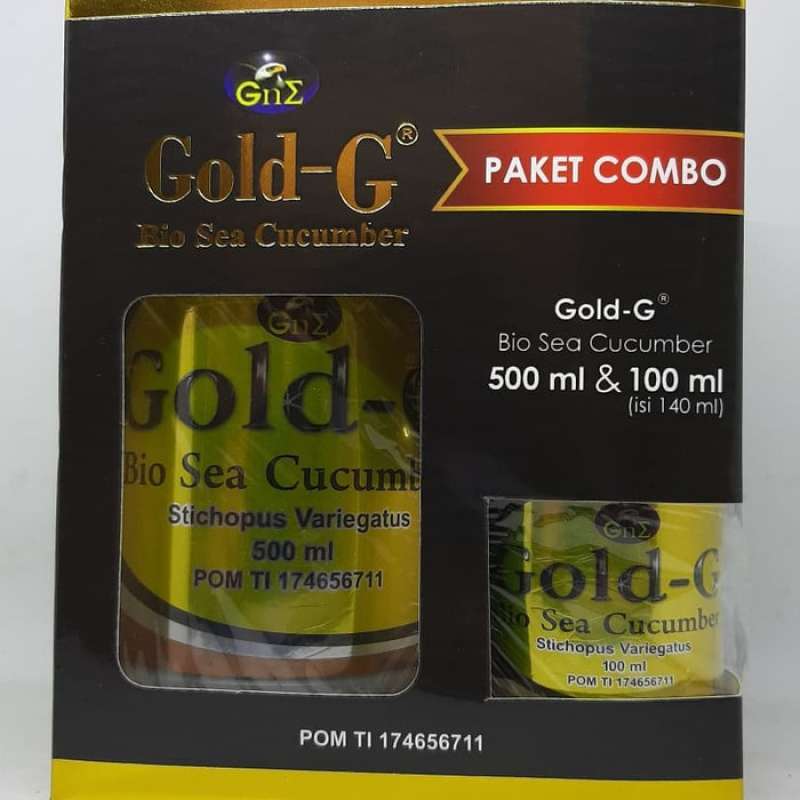 GnΣ
Gold-G®
Bio Sea Cucumber
PAKET COMBO
Gold-G®
Bio Sea Cucumber
500 ml & 100 ml
(isi 140 ml)
GnΣ
Gold-G
Bio Sea Cucumb
Stichopus Variegatus
500 ml
POM TI 174656711
GnΣ
Gold-G
Bio Sea Cucumber
Stichopus Variegatus
100 ml
POM TI 174656711
POM TI 174656711